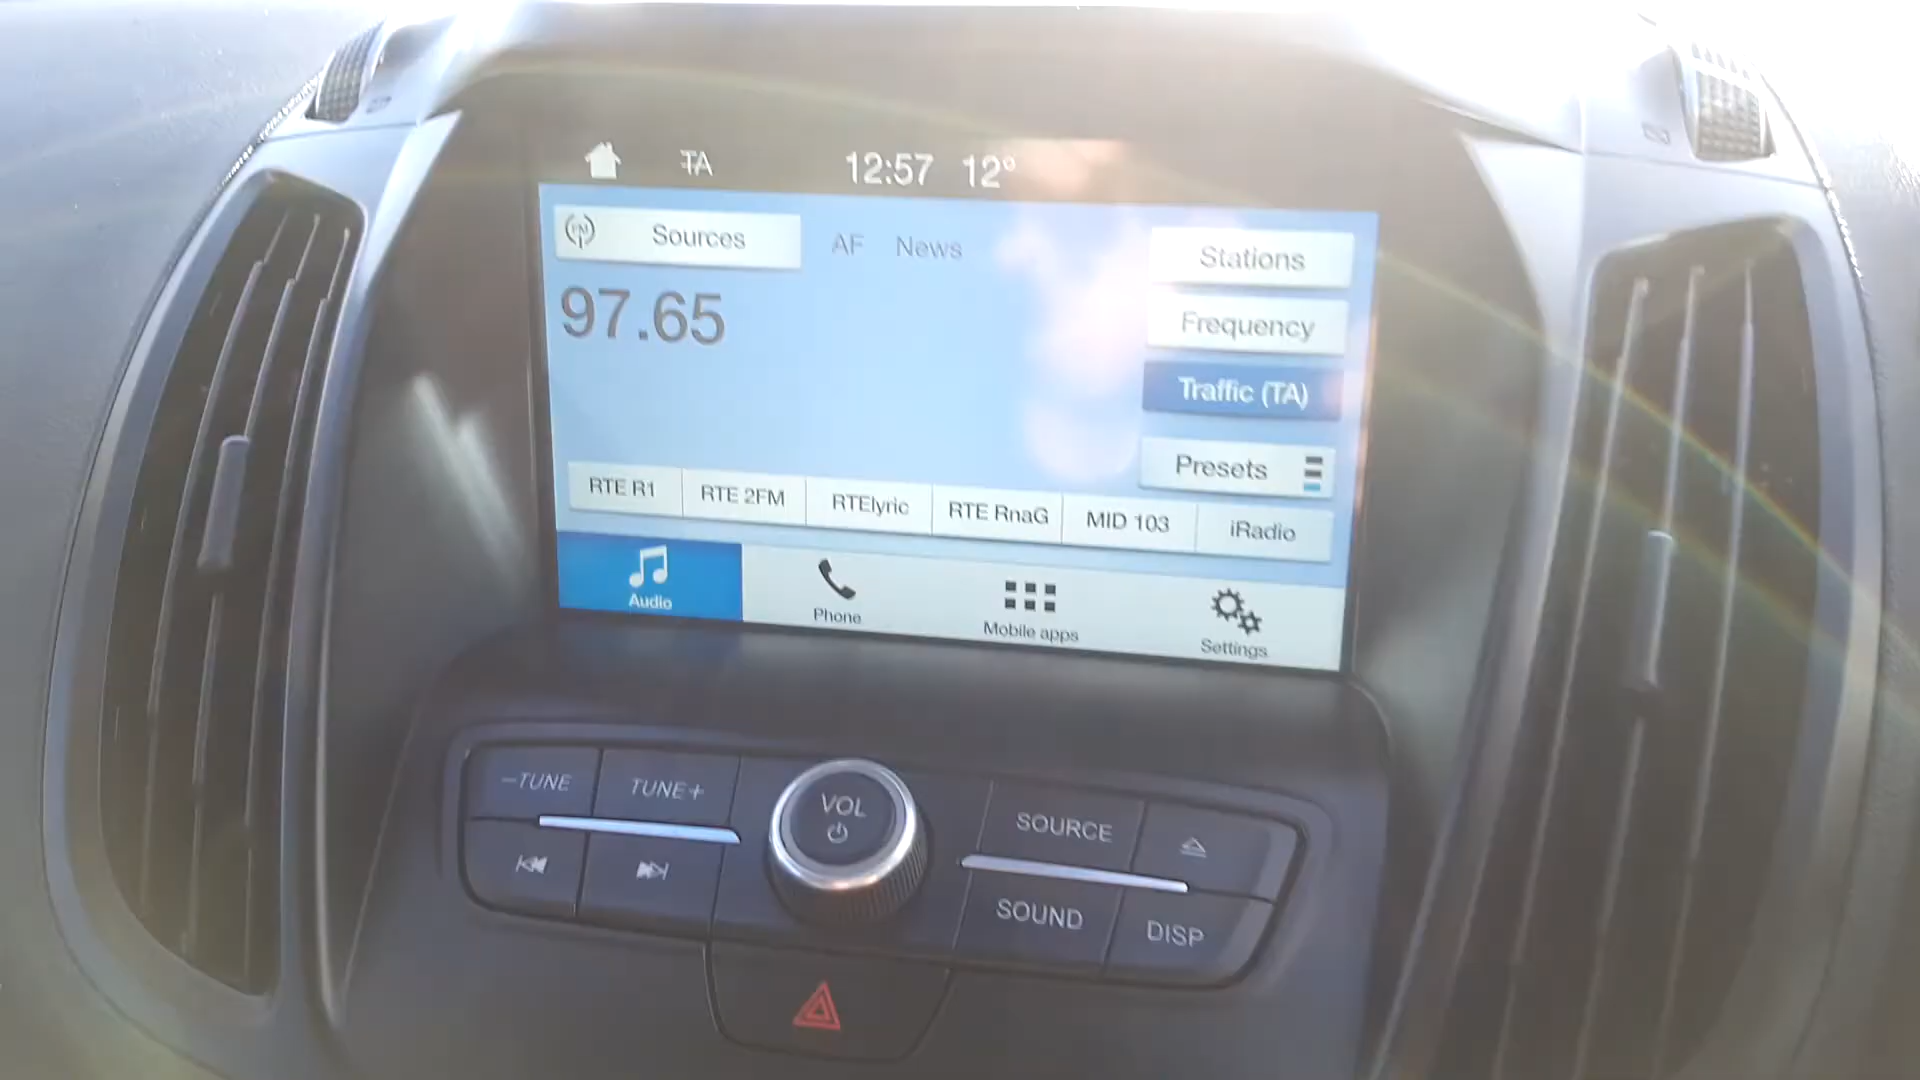 TA 12:57 12°
FM Sources AF News Stations
97.65
Frequency
Traffic (TA)
Presets
RTE R1 RTE 2FM RTElyric RTE RnaG MID 103 iRadio
Audio Phone Mobile apps Settings
–TUNE TUNE+ VOL SOURCE
SOUND DISP